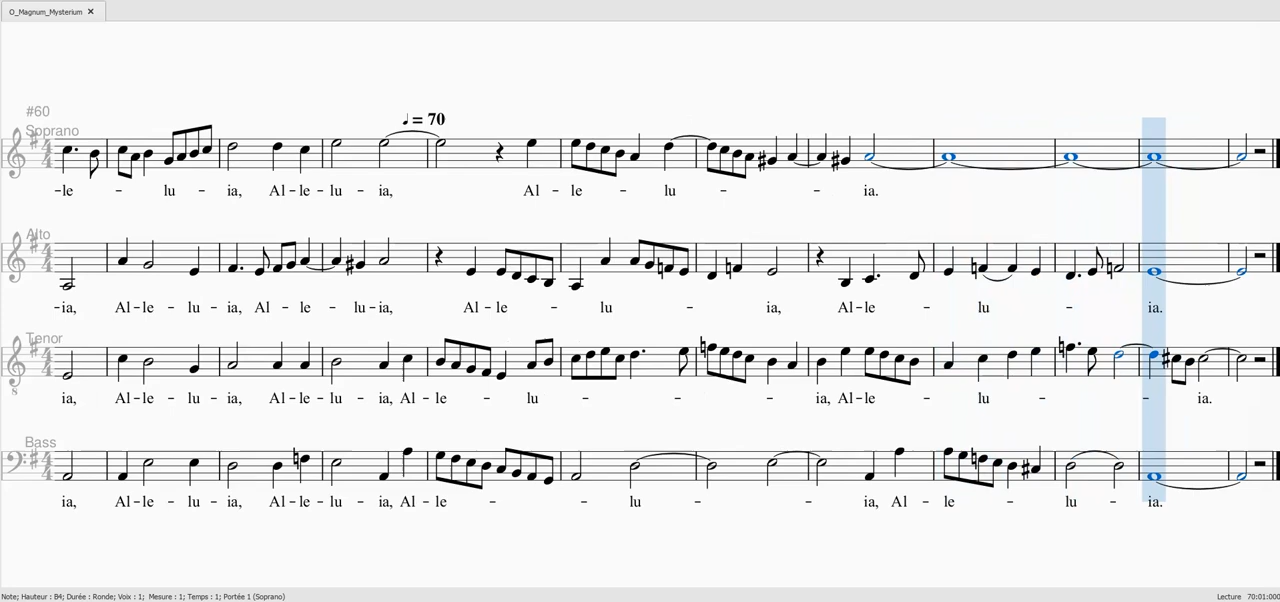 O_Magnum_Mysterium ×
#60
♩ = 70
Soprano
-le - lu - ia, Al-le-lu-ia, Al - le - lu - - ia.
Alto
-ia, Al-le - lu - ia, Al - le - lu-ia, Al-le - lu - ia, Al-le - lu - ia.
Tenor
ia, Al-le - lu - ia, Al-le - lu - ia, Al-le - lu - - - ia, Al-le - lu - - ia.
Bass
ia, Al-le - lu - ia, Al-le-lu - ia, Al-le - - lu - - ia, Al - le - - lu - ia.
Note; Hauteur : B4; Durée : Ronde; Voix : 1; Mesure : 1; Temps : 1; Portée 1 (Soprano)
Lecture 70:01:000